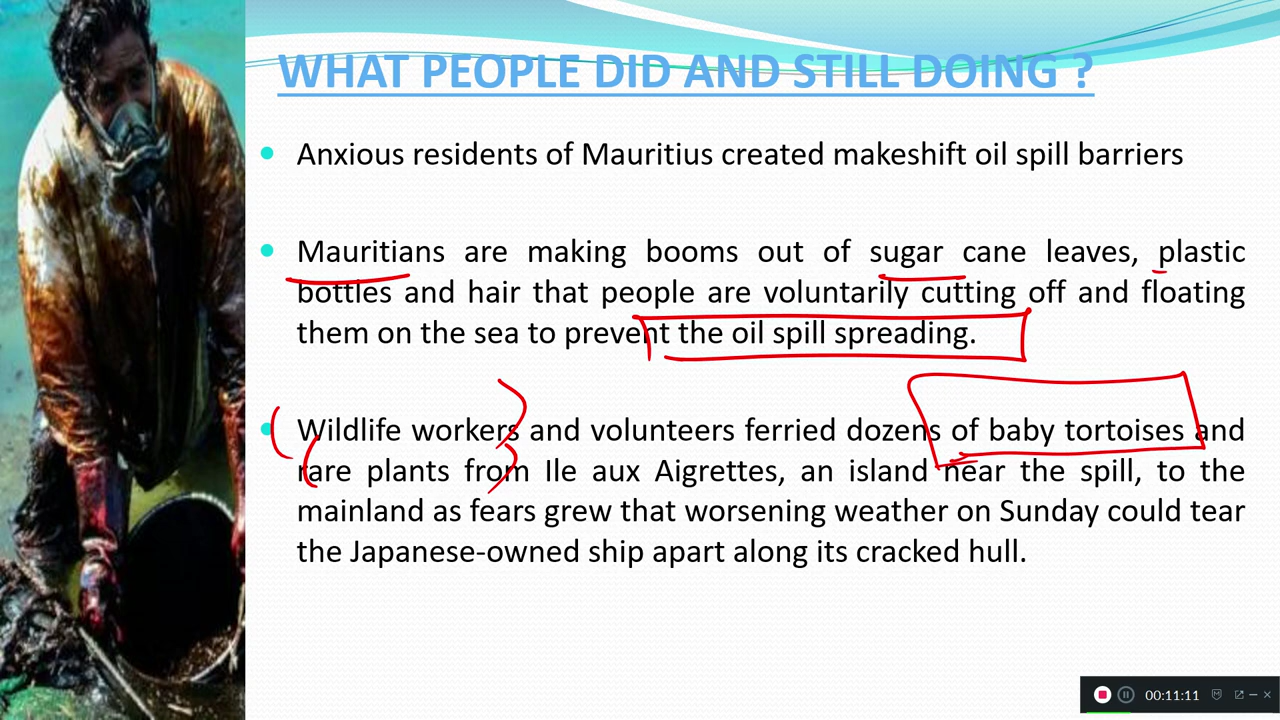 WHAT PEOPLE DID AND STILL DOING ?
Anxious residents of Mauritius created makeshift oil spill barriers
Mauritians are making booms out of sugar cane leaves, plastic
bottles and hair that people are voluntarily cutting off and floating
them on the sea to prevent the oil spill spreading.
Wildlife workers and volunteers ferried dozens of baby tortoises and
rare plants from Ile aux Aigrettes, an island near the spill, to the
mainland as fears grew that worsening weather on Sunday could tear
the Japanese-owned ship apart along its cracked hull.
00:11:11